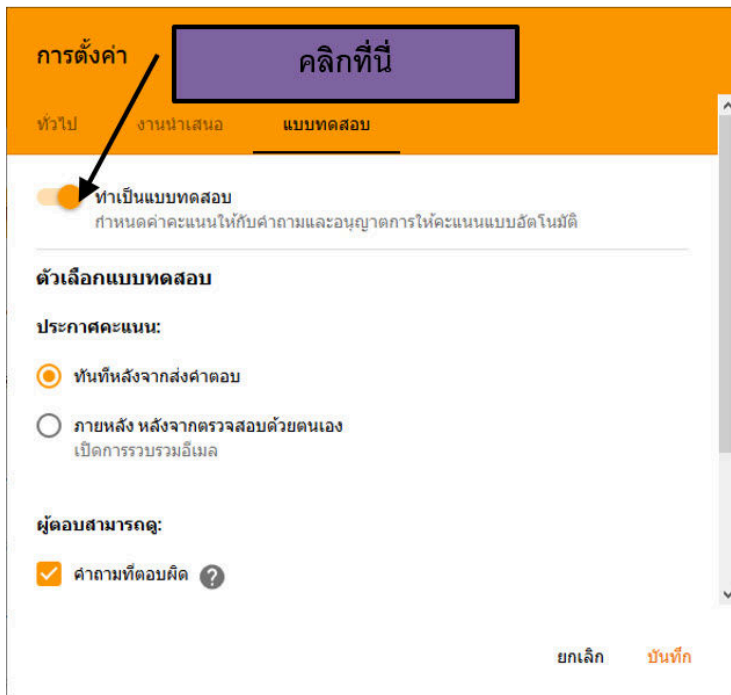 การตั้งค่า
คลิกที่นี่
ทั่วไป งานนำเสนอ แบบทดสอบ
ทำเป็นแบบทดสอบ
กำหนดค่าคะแนนให้กับคำถามและอนุญาตการให้คะแนนแบบอัตโนมัติ
ตัวเลือกแบบทดสอบ
ประกาศคะแนน:
ทันทีหลังจากส่งคำตอบ
ภายหลัง หลังจากตรวจสอบด้วยตนเอง
เปิดการรวบรวมอีเมล
ผู้ตอบสามารถดู:
คำถามที่ตอบผิด ?
ยกเลิก บันทึก